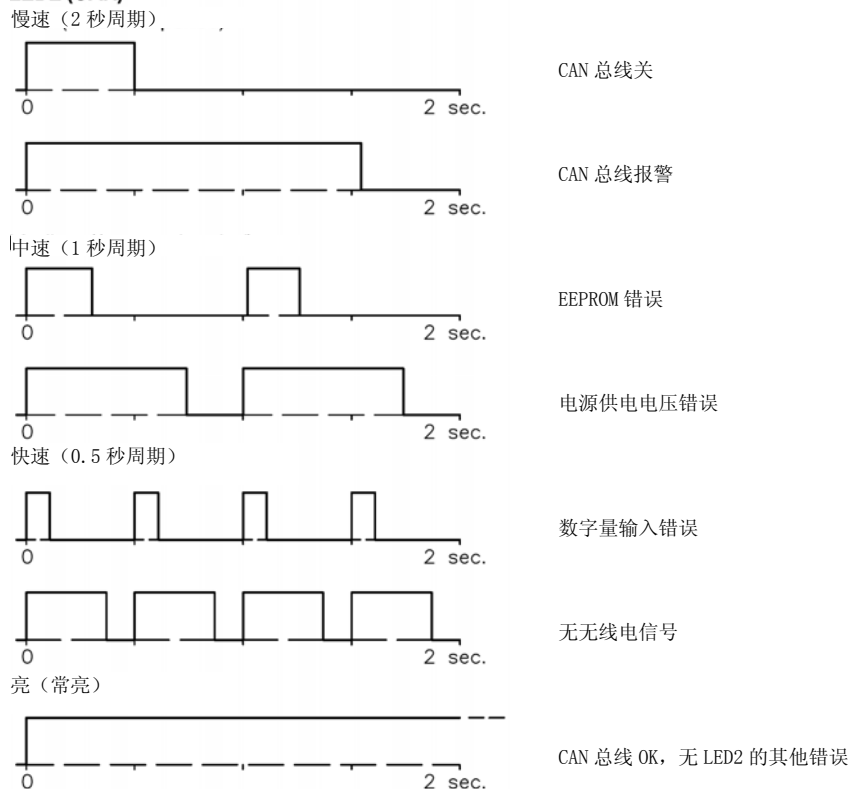 慢速（2 秒周期）
CAN 总线关
0 2 sec.
CAN 总线报警
0 2 sec.
中速（1 秒周期）
EEPROM 错误
0 2 sec.
电源供电电压错误
0 2 sec.
快速（0.5 秒周期）
数字量输入错误
0 2 sec.
无无线电信号
0 2 sec.
亮（常亮）
CAN 总线 OK，无 LED2 的其他错误
0 2 sec.